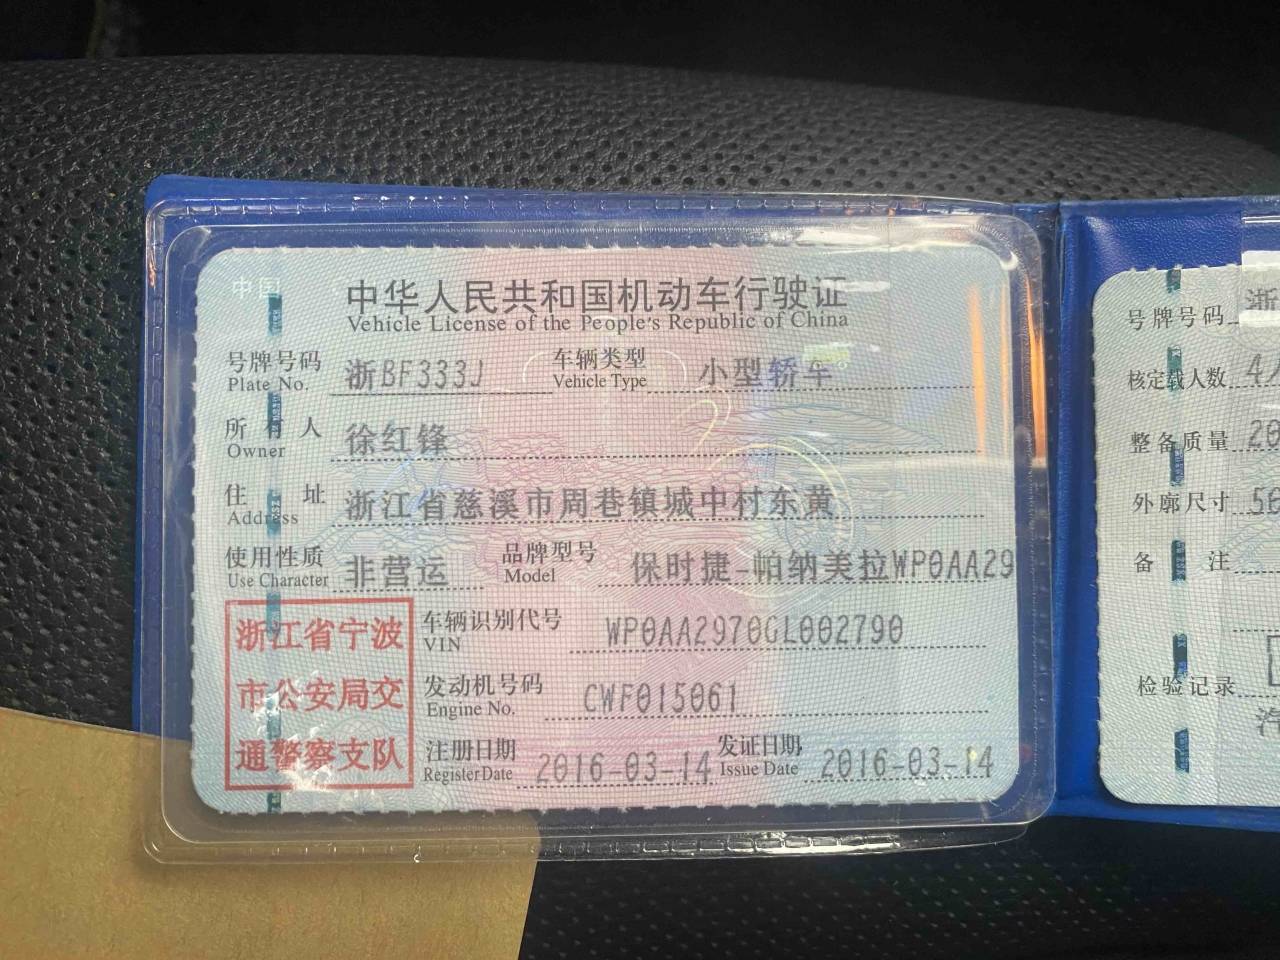 中国
中华人民共和国机动车行驶证
Vehicle License of the People's Republic of China
号牌号码 浙BF333J 车辆类型 小型轿车
Plate No. Vehicle Type
所有人 徐红锋
Owner
住址 浙江省慈溪市周巷镇城中村东黄
Address
使用性质 非营运 品牌型号 保时捷-帕纳美拉WP0AA29
Use Character Model
浙江省宁波
市公安局交
通警察支队
车辆识别代号 WP0AA2970GL002790
VIN
发动机号码 CWF015061
Engine No.
注册日期 2016-03-14 发证日期 2016-03-14
Register Date Issue Date
号牌号码 浙
核定载人数 4
整备质量 20
外廓尺寸 50
备注
检验记录